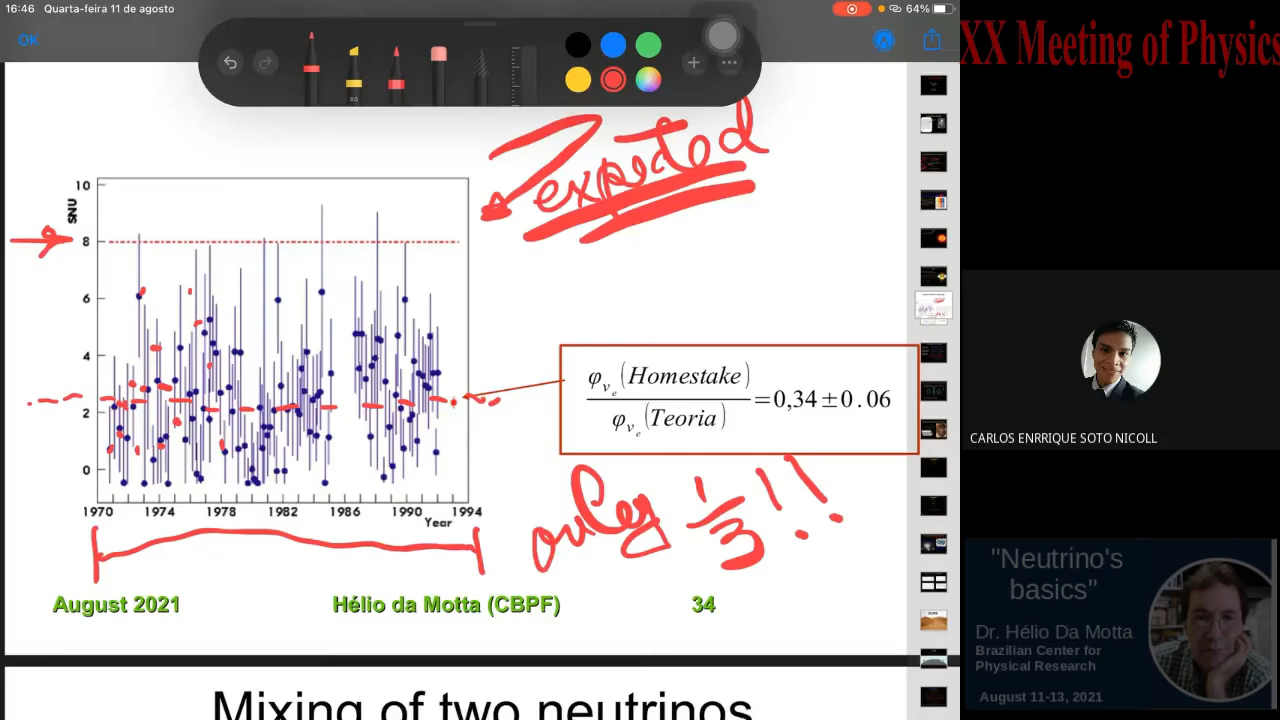 16:46 Quarta-feira 11 de agosto
64%
OK
XX Meeting of Physics
expected
10
SNU
8
6
4
2
0
1970 1974 1978 1982 1986 1990 1994
Year
φνe (Homestake)
φνe (Teoria)
=0,34±0.06
only 1/3!!
August 2021
Hélio da Motta (CBPF)
34
Mixing of two neutrinos
CARLOS ENRRIQUE SOTO NICOLL
"Neutrino's
basics"
Dr. Hélio Da Motta
Brazilian Center for
Physical Research
August 11-13, 2021